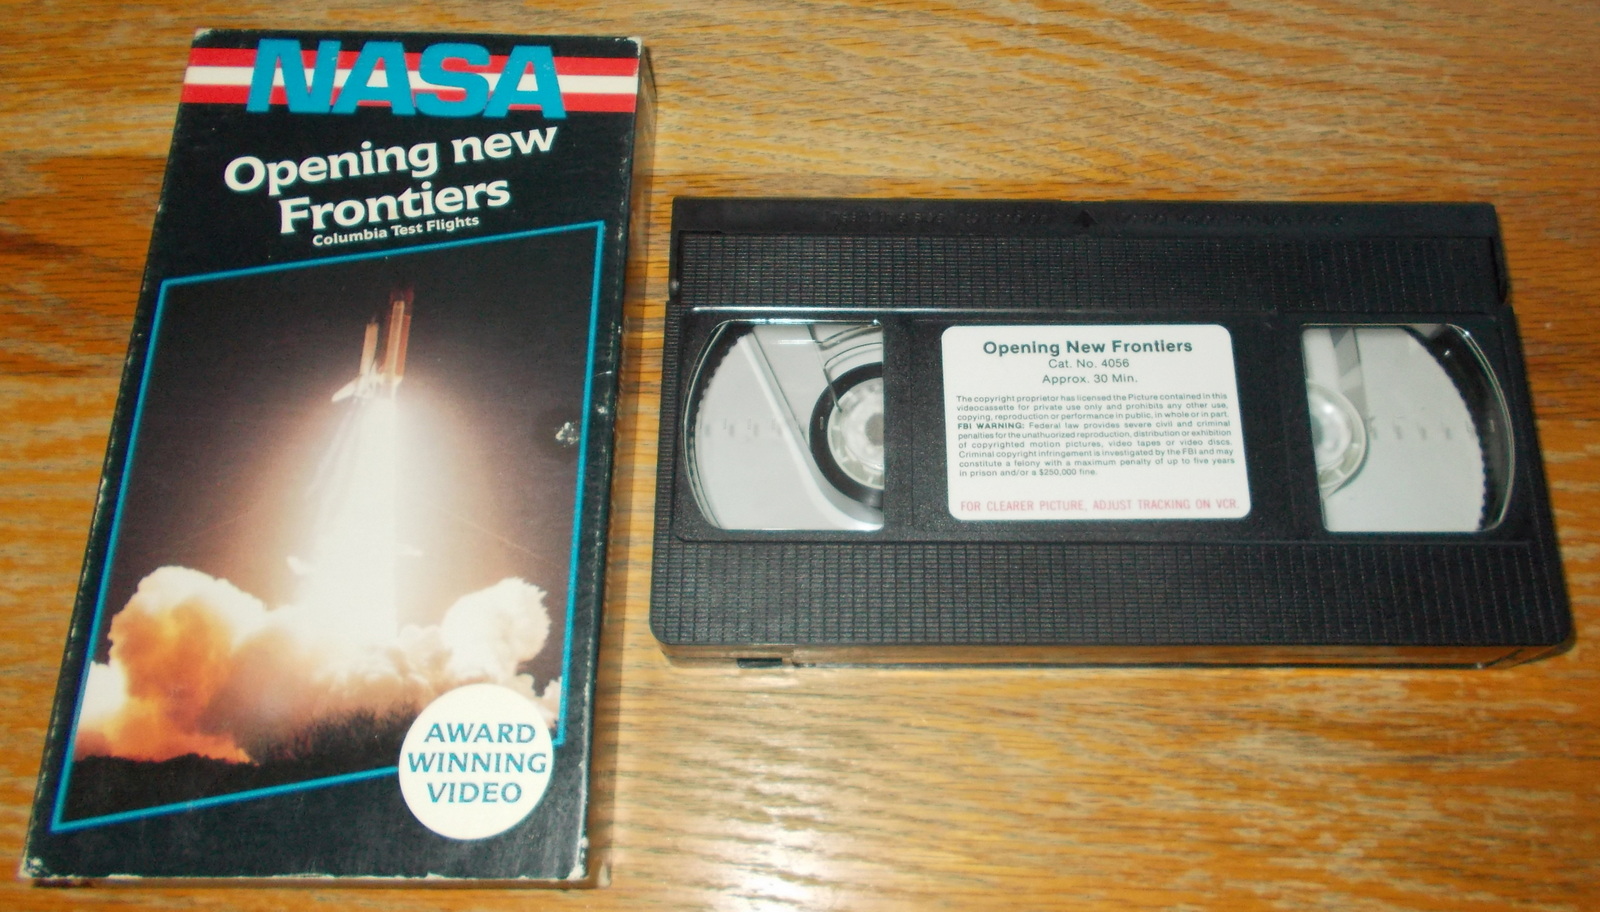 NASA
Opening new
Frontiers
Columbia Test Flights
AWARD
WINNING
VIDEO
Opening New Frontiers
Cat. No. 4056
Approx. 30 Min.
The copyright proprietor has licensed the Picture contained in this
videocassette for private use only and prohibits any other use,
copying, reproduction or performance in public, in whole or in part.
FBI WARNING: Federal law provides severe civil and criminal
penalties for the unauthorized reproduction, distribution or exhibition
of copyrighted motion pictures, video tapes or video discs.
Criminal copyright infringement is investigated by the FBI and may
constitute a felony with a maximum penalty of up to five years
in prison and/or a $250,000 fine.
FOR CLEARER PICTURE, ADJUST TRACKING ON VCR.